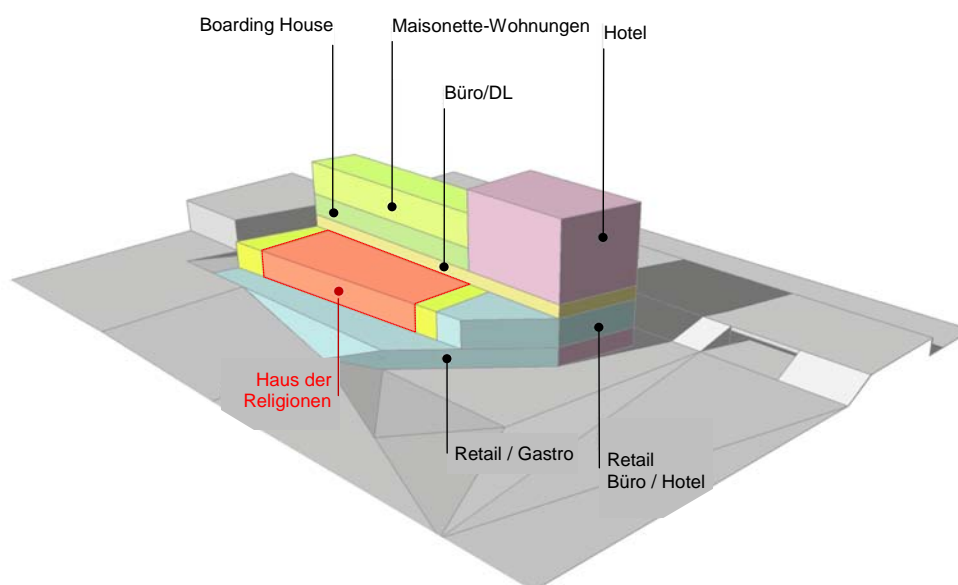 Boarding House
Maisonette-Wohnungen
Hotel
Büro/DL
Haus der
Religionen
Retail / Gastro
Retail
Büro / Hotel